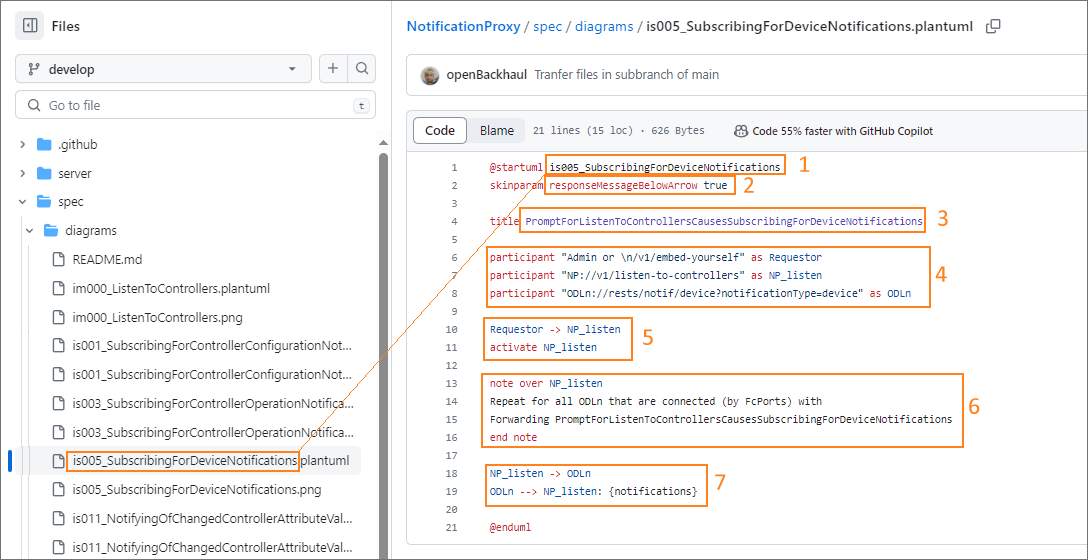 Files
develop
Go to file
t
.github
server
spec
diagrams
README.md
im000_ListenToControllers.plantuml
im000_ListenToControllers.png
is001_SubscribingForControllerConfigurationNot...
is001_SubscribingForControllerConfigurationNot...
is003_SubscribingForControllerOperationNotifica...
is003_SubscribingForControllerOperationNotifica...
is005_SubscribingForDeviceNotifications.plantuml
is005_SubscribingForDeviceNotifications.png
is011_NotifyingOfChangedControllerAttributeVal...
is011_NotifyingOfChangedControllerAttributeVal...
NotificationProxy / spec / diagrams / is005_SubscribingForDeviceNotifications.plantuml
openBackhaul Tranfer files in subbranch of main
Code Blame 21 lines (15 loc) · 626 Bytes Code 55% faster with GitHub Copilot
1 @startuml is005_SubscribingForDeviceNotifications 1
2 skinparam responseMessageBelowArrow true 2
3
4 title PromptForListenToControllersCausesSubscribingForDeviceNotifications 3
5
6 participant "Admin or \n/v1/embed-yourself" as Requestor
7 participant "NP://v1/listen-to-controllers" as NP_listen 4
8 participant "ODLn://rests/notif/device?notificationType=device" as ODLn
9
10 Requestor -> NP_listen 5
11 activate NP_listen
12
13 note over NP_listen
14 Repeat for all ODLn that are connected (by FcPorts) with 6
15 Forwarding PromptForListenToControllersCausesSubscribingForDeviceNotifications
16 end note
17
18 NP_listen -> ODLn 7
19 ODLn --> NP_listen: {notifications}
20
21 @enduml